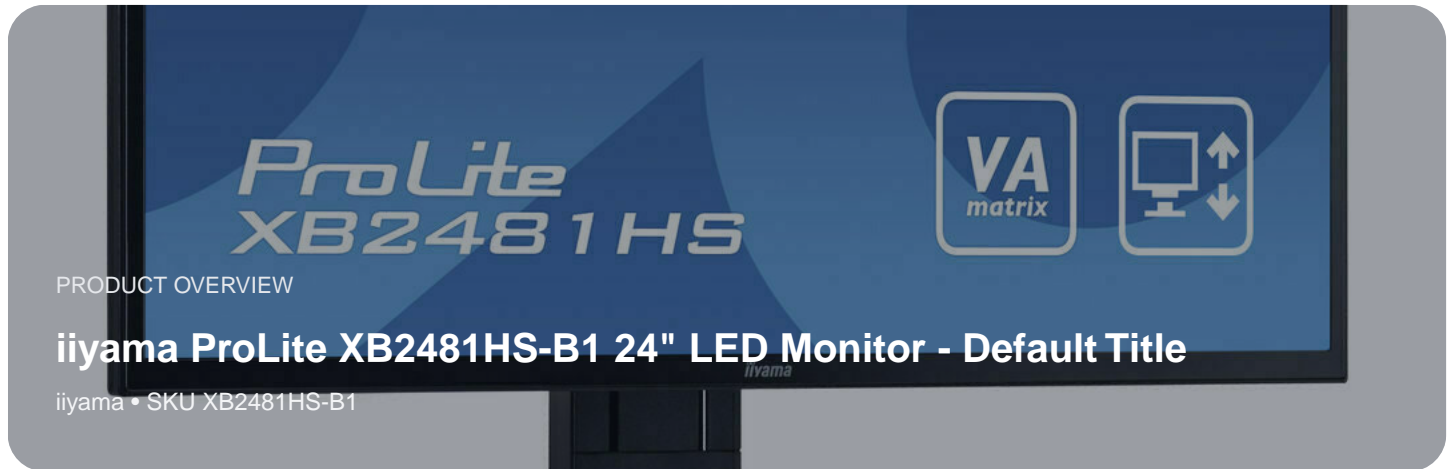 ProLite
XB2481HS
VA
matrix
PRODUCT OVERVIEW
iiyama ProLite XB2481HS-B1 24" LED Monitor - Default Title
iiyama
iiyama • SKU XB2481HS-B1